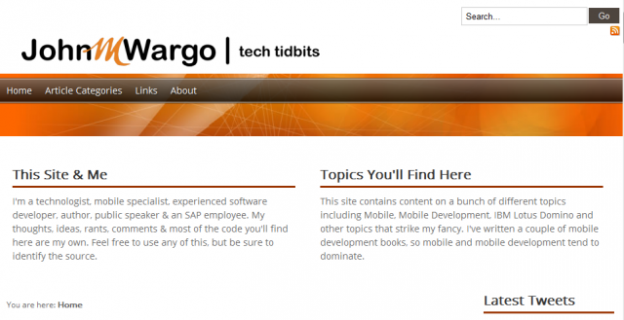 Search...
Go
JohnMWargo | tech tidbits
Home Article Categories Links About
This Site & Me
I'm a technologist, mobile specialist, experienced software
developer, author, public speaker & an SAP employee. My
thoughts, ideas, rants, comments & most of the code you'll find
here are my own. Feel free to use any of this, but be sure to
identify the source.
Topics You'll Find Here
This site contains content on a bunch of different topics
including Mobile, Mobile Development, IBM Lotus Domino and
other topics that strike my fancy. I've written a couple of mobile
development books, so mobile and mobile development tend to
dominate.
You are here: Home
Latest Tweets